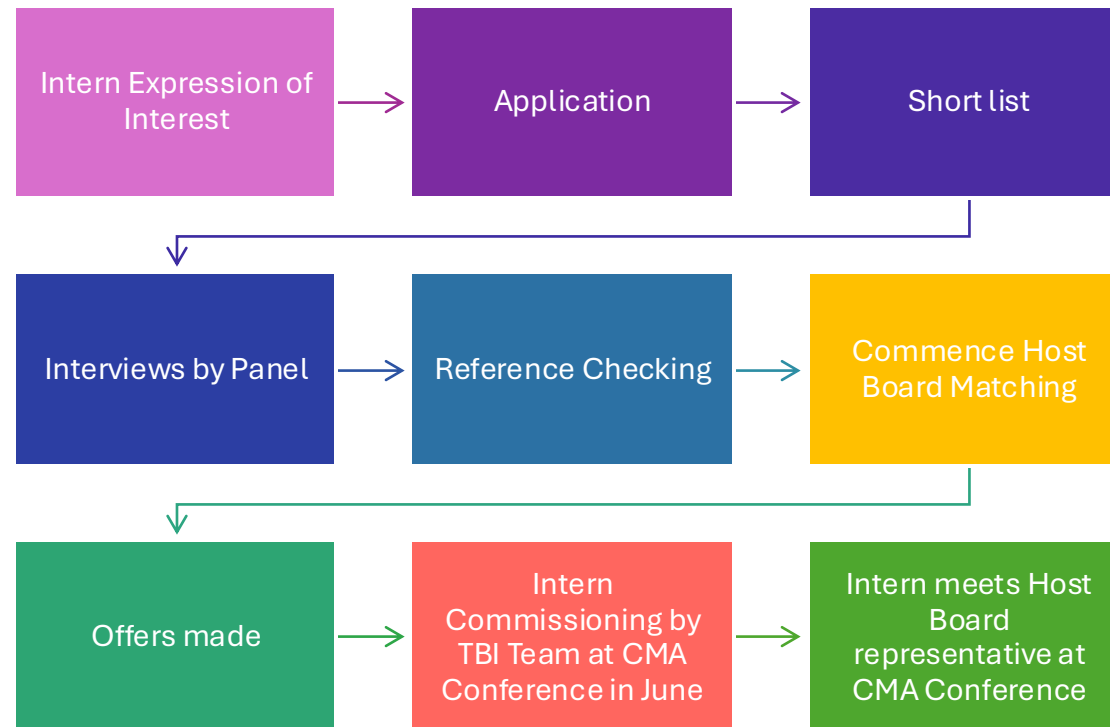 Intern Expression of
Interest
Application
Short list
Interviews by Panel
Reference Checking
Commence Host
Board Matching
Offers made
Intern
Commissioning by
TBI Team at CMA
Conference in June
Intern meets Host
Board
representative at
CMA Conference